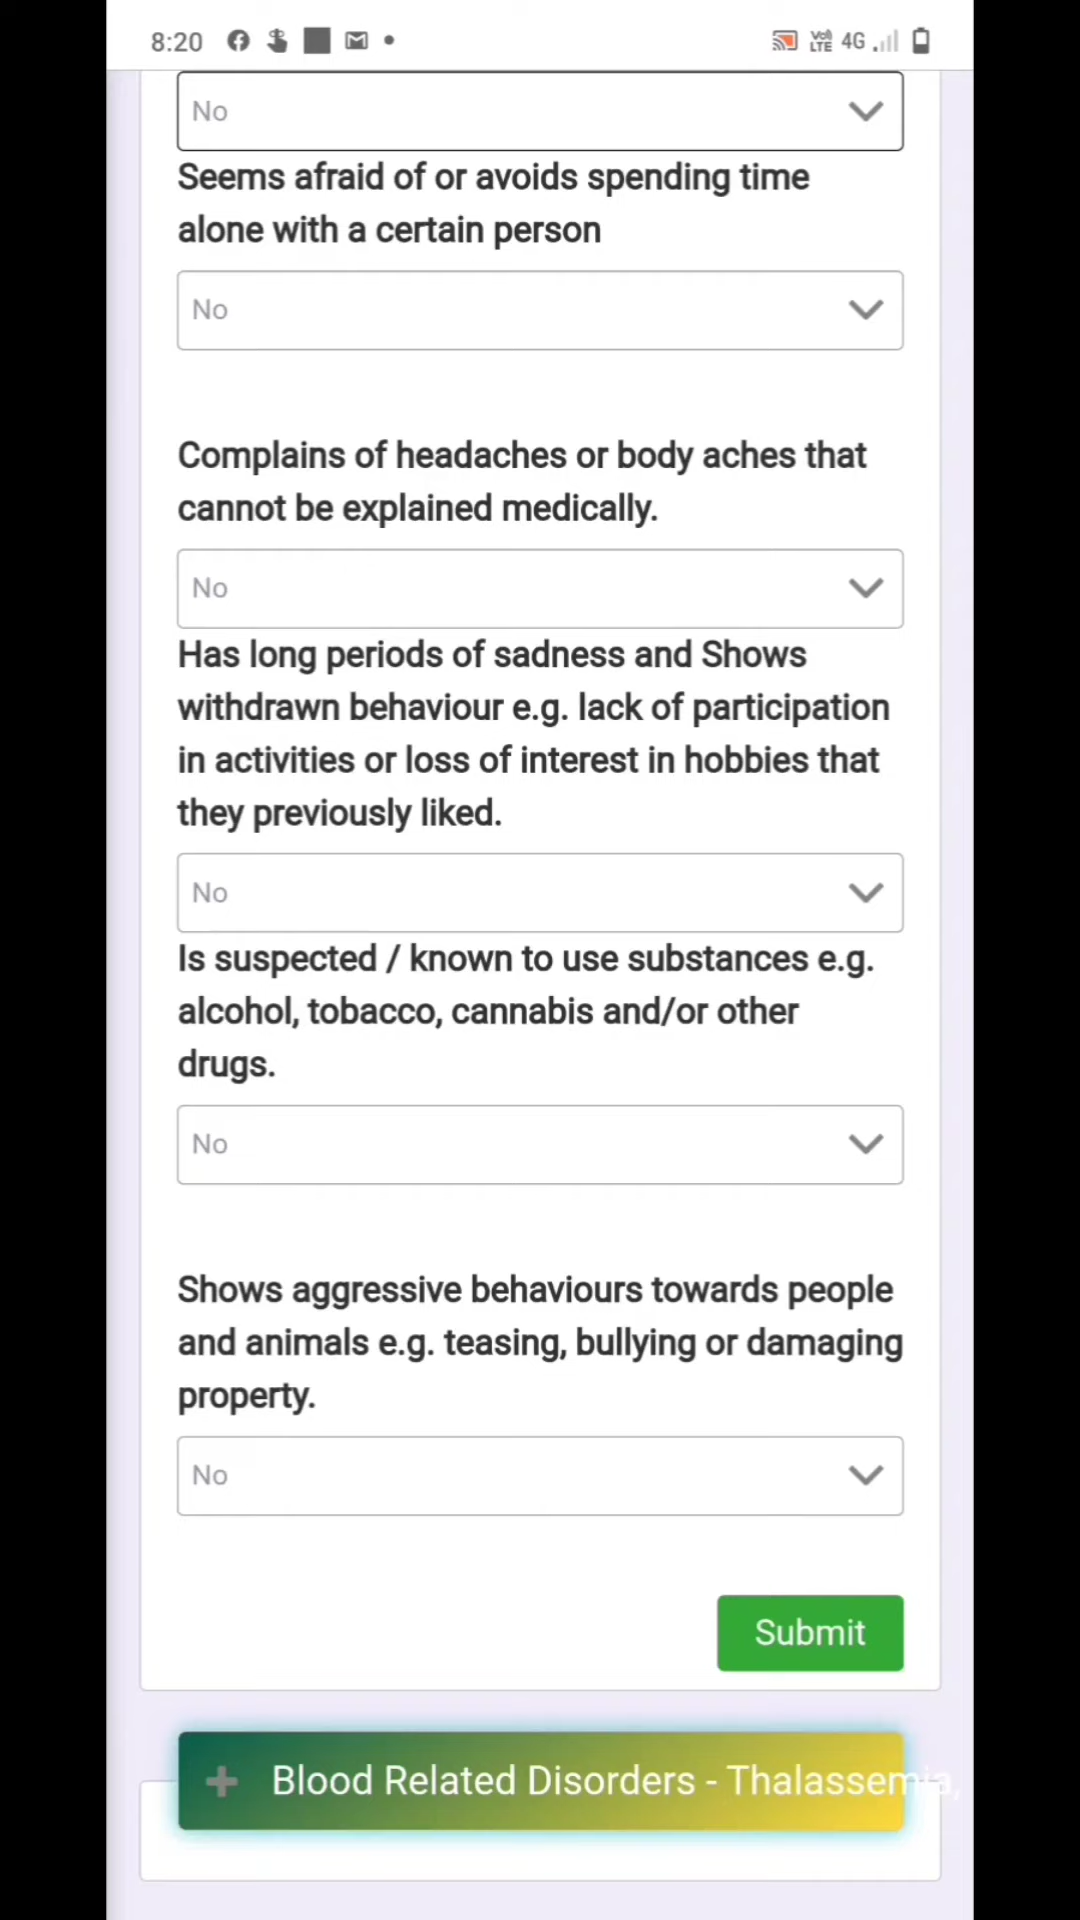 8:20
VoI) LTE 4G
No
Seems afraid of or avoids spending time
alone with a certain person
No
Complains of headaches or body aches that
cannot be explained medically.
No
Has long periods of sadness and Shows
withdrawn behaviour e.g. lack of participation
in activities or loss of interest in hobbies that
they previously liked.
No
Is suspected / known to use substances e.g.
alcohol, tobacco, cannabis and/or other
drugs.
No
Shows aggressive behaviours towards people
and animals e.g. teasing, bullying or damaging
property.
No
Submit
Blood Related Disorders - Thalassemia,